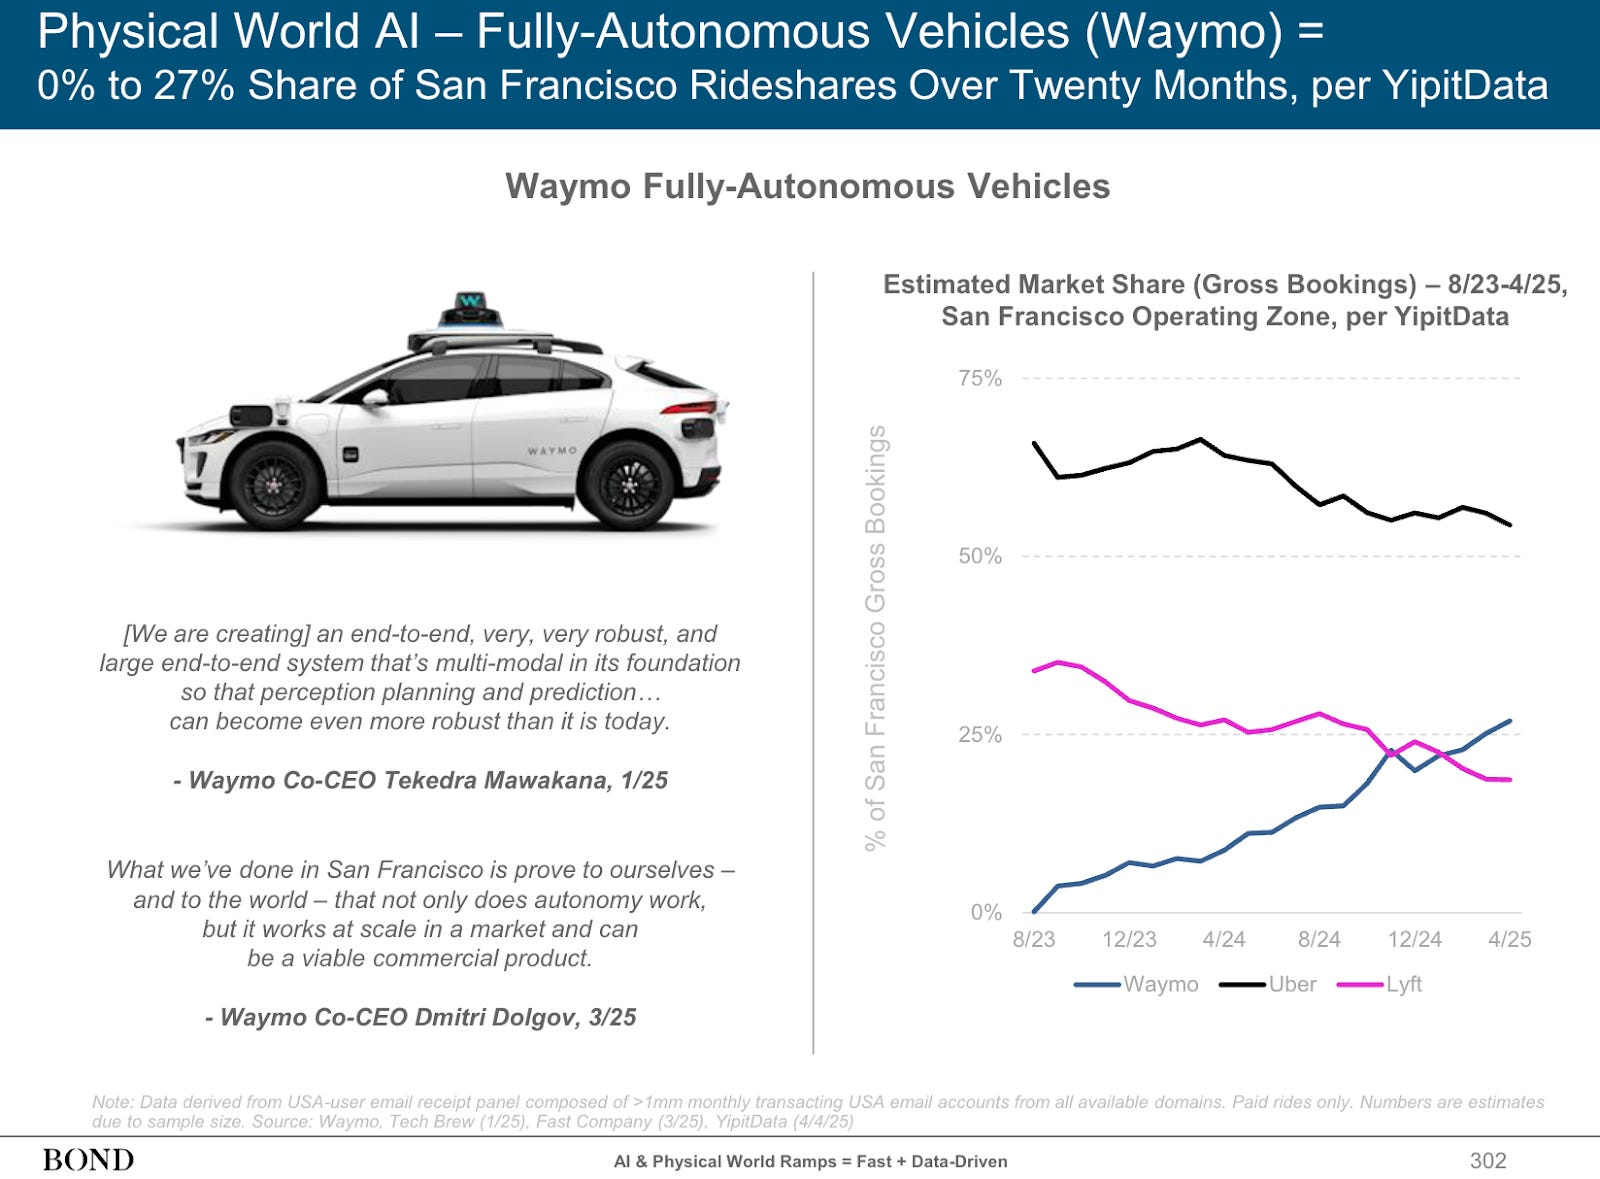 Physical World AI – Fully-Autonomous Vehicles (Waymo) =
0% to 27% Share of San Francisco Rideshares Over Twenty Months, per YipitData
Waymo Fully-Autonomous Vehicles
W
WAYMO
[We are creating] an end-to-end, very, very robust, and
large end-to-end system that’s multi-modal in its foundation
so that perception planning and prediction…
can become even more robust than it is today.
- Waymo Co-CEO Tekedra Mawakana, 1/25
What we’ve done in San Francisco is prove to ourselves –
and to the world – that not only does autonomy work,
but it works at scale in a market and can
be a viable commercial product.
- Waymo Co-CEO Dmitri Dolgov, 3/25
Estimated Market Share (Gross Bookings) – 8/23-4/25,
San Francisco Operating Zone, per YipitData
% of San Francisco Gross Bookings
75%
50%
25%
0%
8/23 12/23 4/24 8/24 12/24 4/25
Waymo Uber Lyft
Note: Data derived from USA-user email receipt panel composed of >1mm monthly transacting USA email accounts from all available domains. Paid rides only. Numbers are estimates
due to sample size. Source: Waymo, Tech Brew (1/25), Fast Company (3/25), YipitData (4/4/25)
BOND
AI & Physical World Ramps = Fast + Data-Driven
302